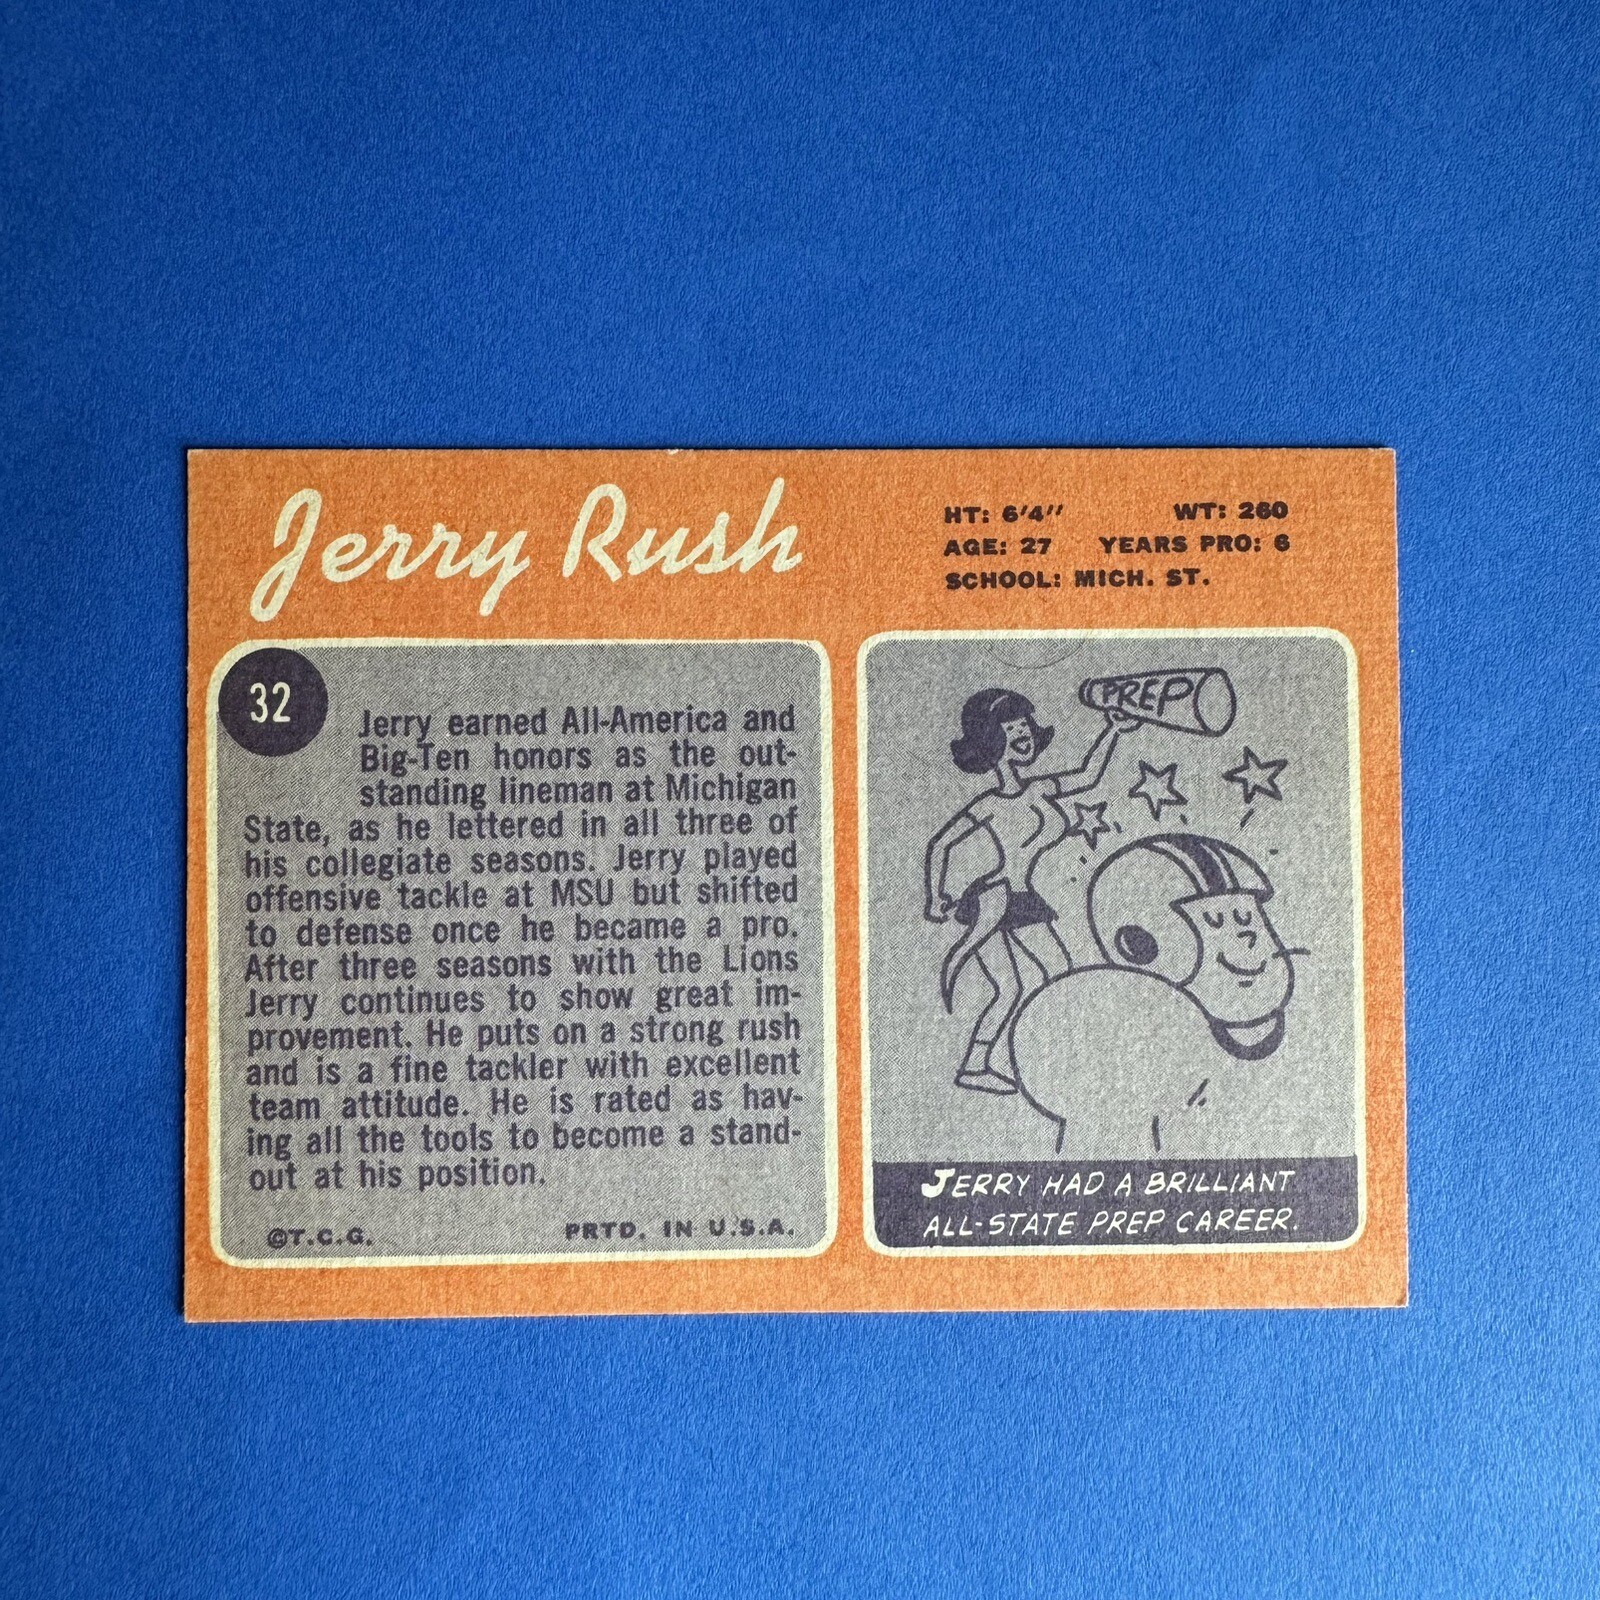 Jerry Rush
HT: 6'4" WT: 260
AGE: 27 YEARS PRO: 6
SCHOOL: MICH. ST.
32
Jerry earned All-America and
Big-Ten honors as the out-
standing lineman at Michigan
State, as he lettered in all three of
his collegiate seasons. Jerry played
offensive tackle at MSU but shifted
to defense once he became a pro.
After three seasons with the Lions
Jerry continues to show great im-
provement. He puts on a strong rush
and is a fine tackler with excellent
team attitude. He is rated as hav-
ing all the tools to become a stand-
out at his position.
©T.C.G. PRTD. IN U.S.A.
PREP
JERRY HAD A BRILLIANT
ALL-STATE PREP CAREER.